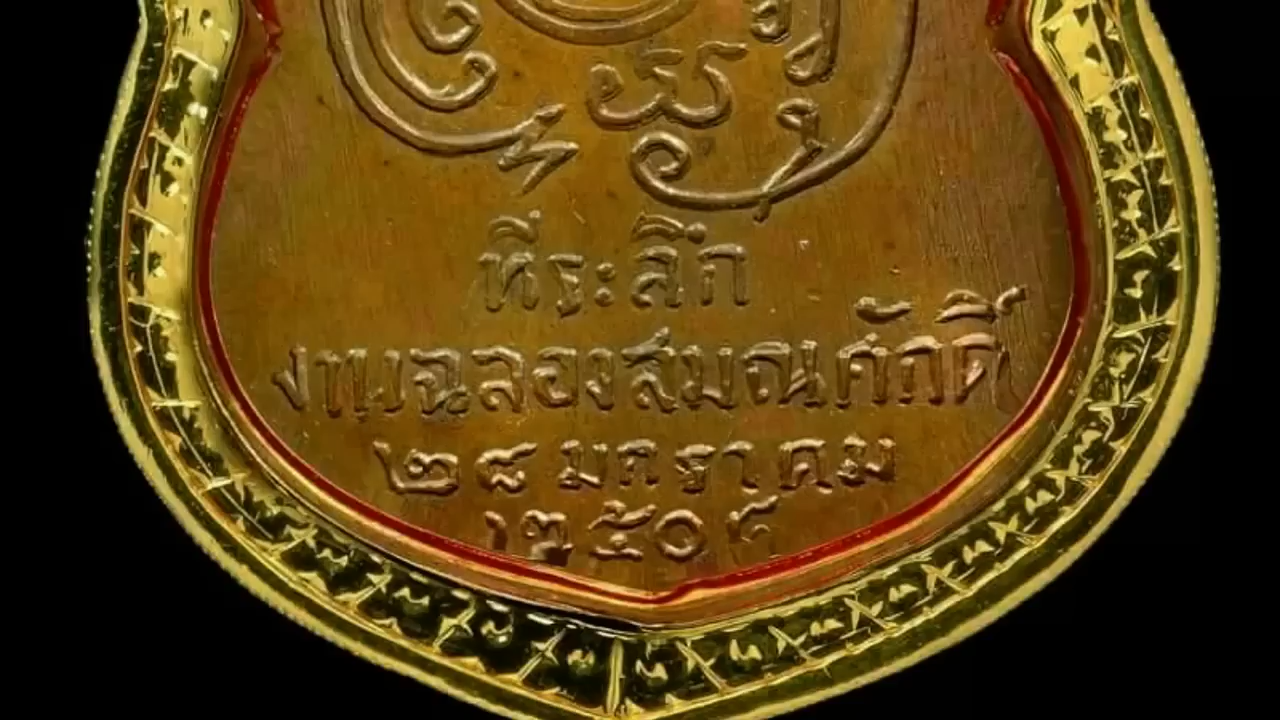 ที่ระลึก
งานฉลองสมณศักดิ์
๒๘ มกราคม
๒๕๐๘